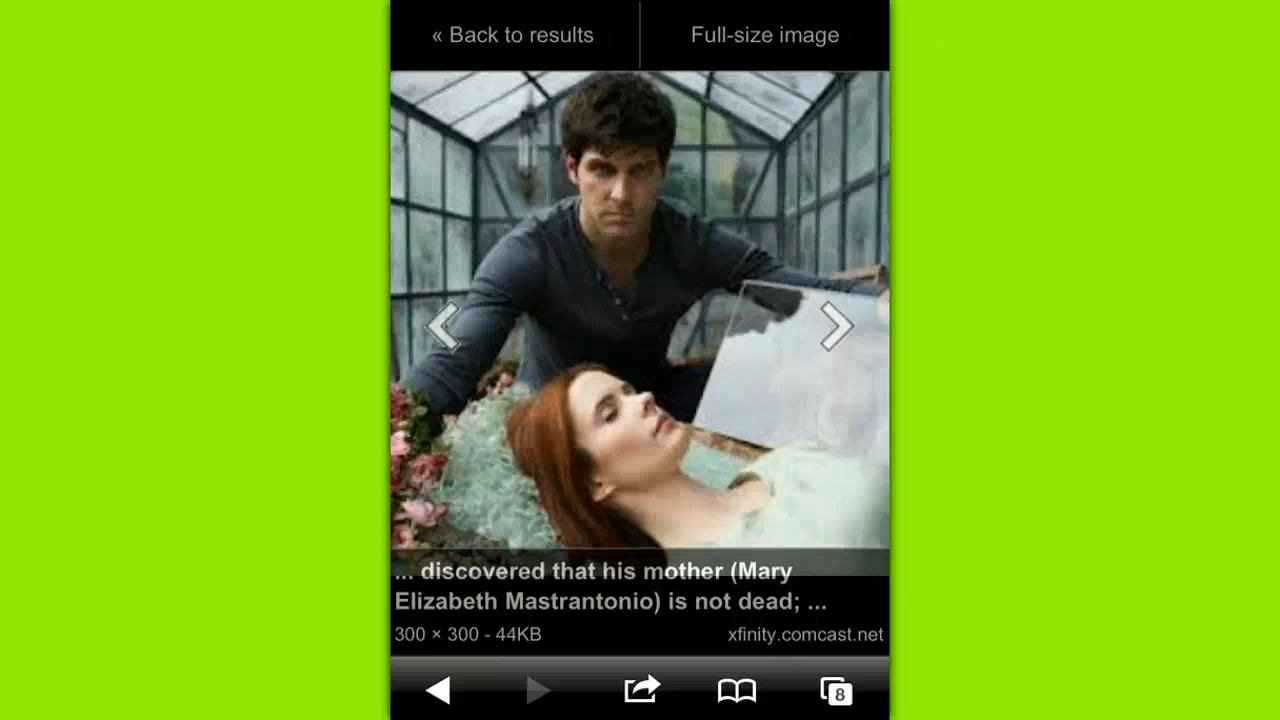 « Back to results
Full-size image
... discovered that his mother (Mary
Elizabeth Mastrantonio) is not dead; ...
300 × 300 - 44KB
xfinity.comcast.net
8